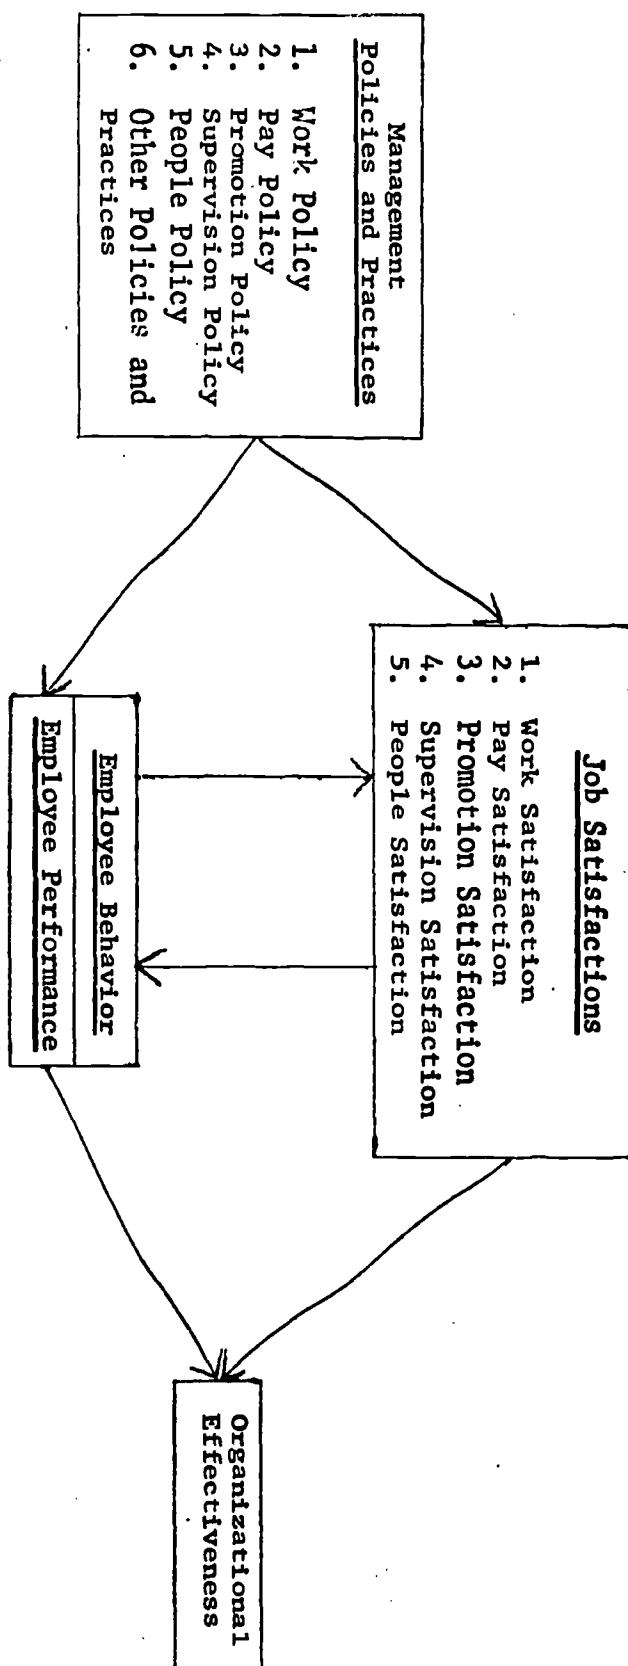 Management
Policies and Practices
1. Work Policy
2. Pay Policy
3. Promotion Policy
4. Supervision Policy
5. People Policy
6. Other Policies and
Practices
Job Satisfactions
1. Work Satisfaction
2. Pay Satisfaction
3. Promotion Satisfaction
4. Supervision Satisfaction
5. People Satisfaction
Employee Behavior
Employee Performance
Organizational
Effectiveness